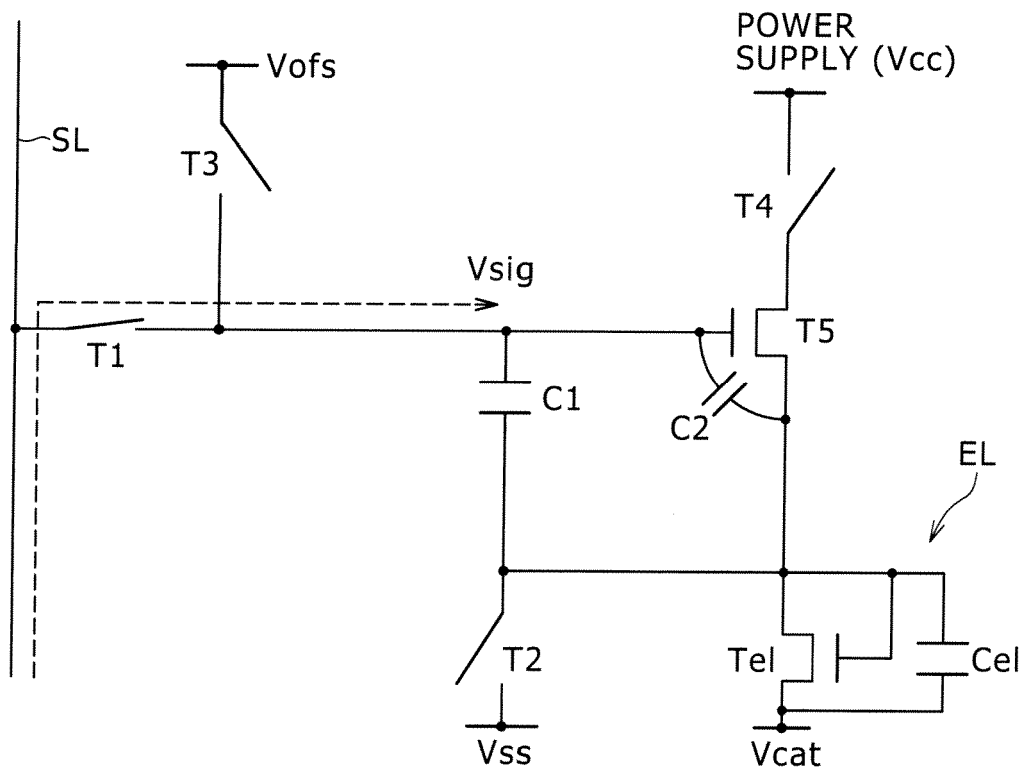 POWER
SUPPLY (Vcc)
Vofs
SL
T3
T4
Vsig
T1
T5
C1
C2
EL
T2
Tel
Cel
Vss
Vcat